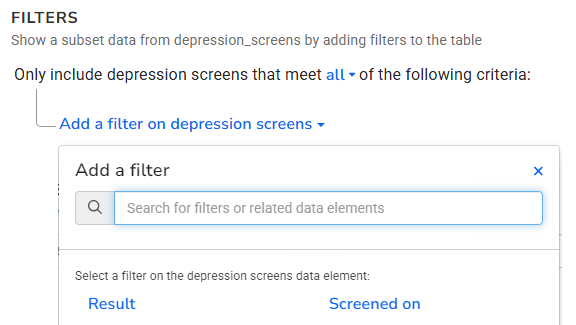 FILTERS
Show a subset data from depression_screens by adding filters to the table
Only include depression screens that meet all of the following criteria:
Add a filter on depression screens
Add a filter
Search for filters or related data elements
Select a filter on the depression screens data element:
Result Screened on